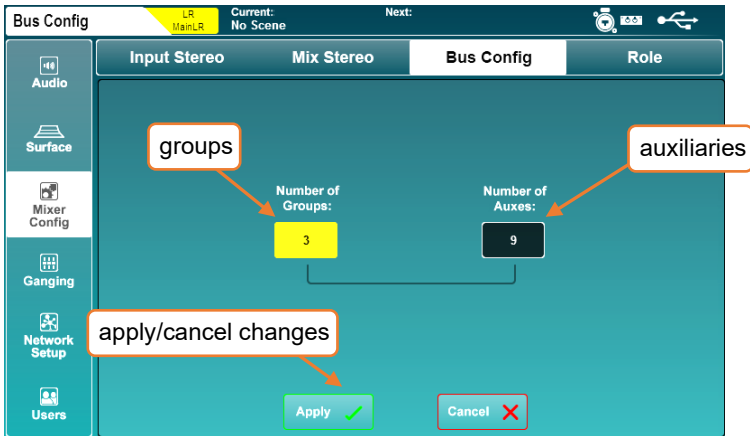 Bus Config
LR
MainLR
Current:
No Scene
Next:
Input Stereo
Mix Stereo
Bus Config
Role
Audio
Surface
Mixer
Config
Ganging
Network
Setup
Users
groups
auxiliaries
Number of
Groups:
Number of
Auxes:
3
9
apply/cancel changes
Apply
Cancel